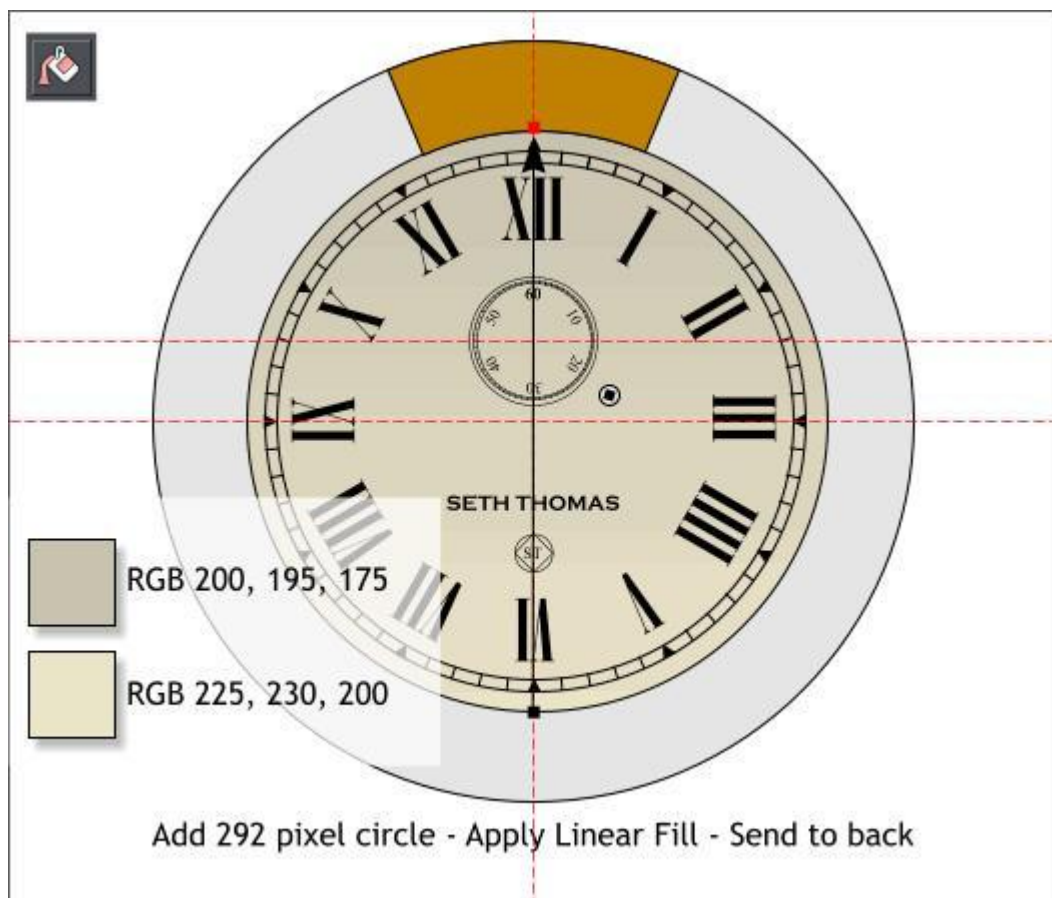 XII
XI
I
X
II
60
50
10
40
20
30
IX
III
SETH THOMAS
VIII
IIII
ST
VII
V
VI
RGB 200, 195, 175
RGB 225, 230, 200
Add 292 pixel circle - Apply Linear Fill - Send to back